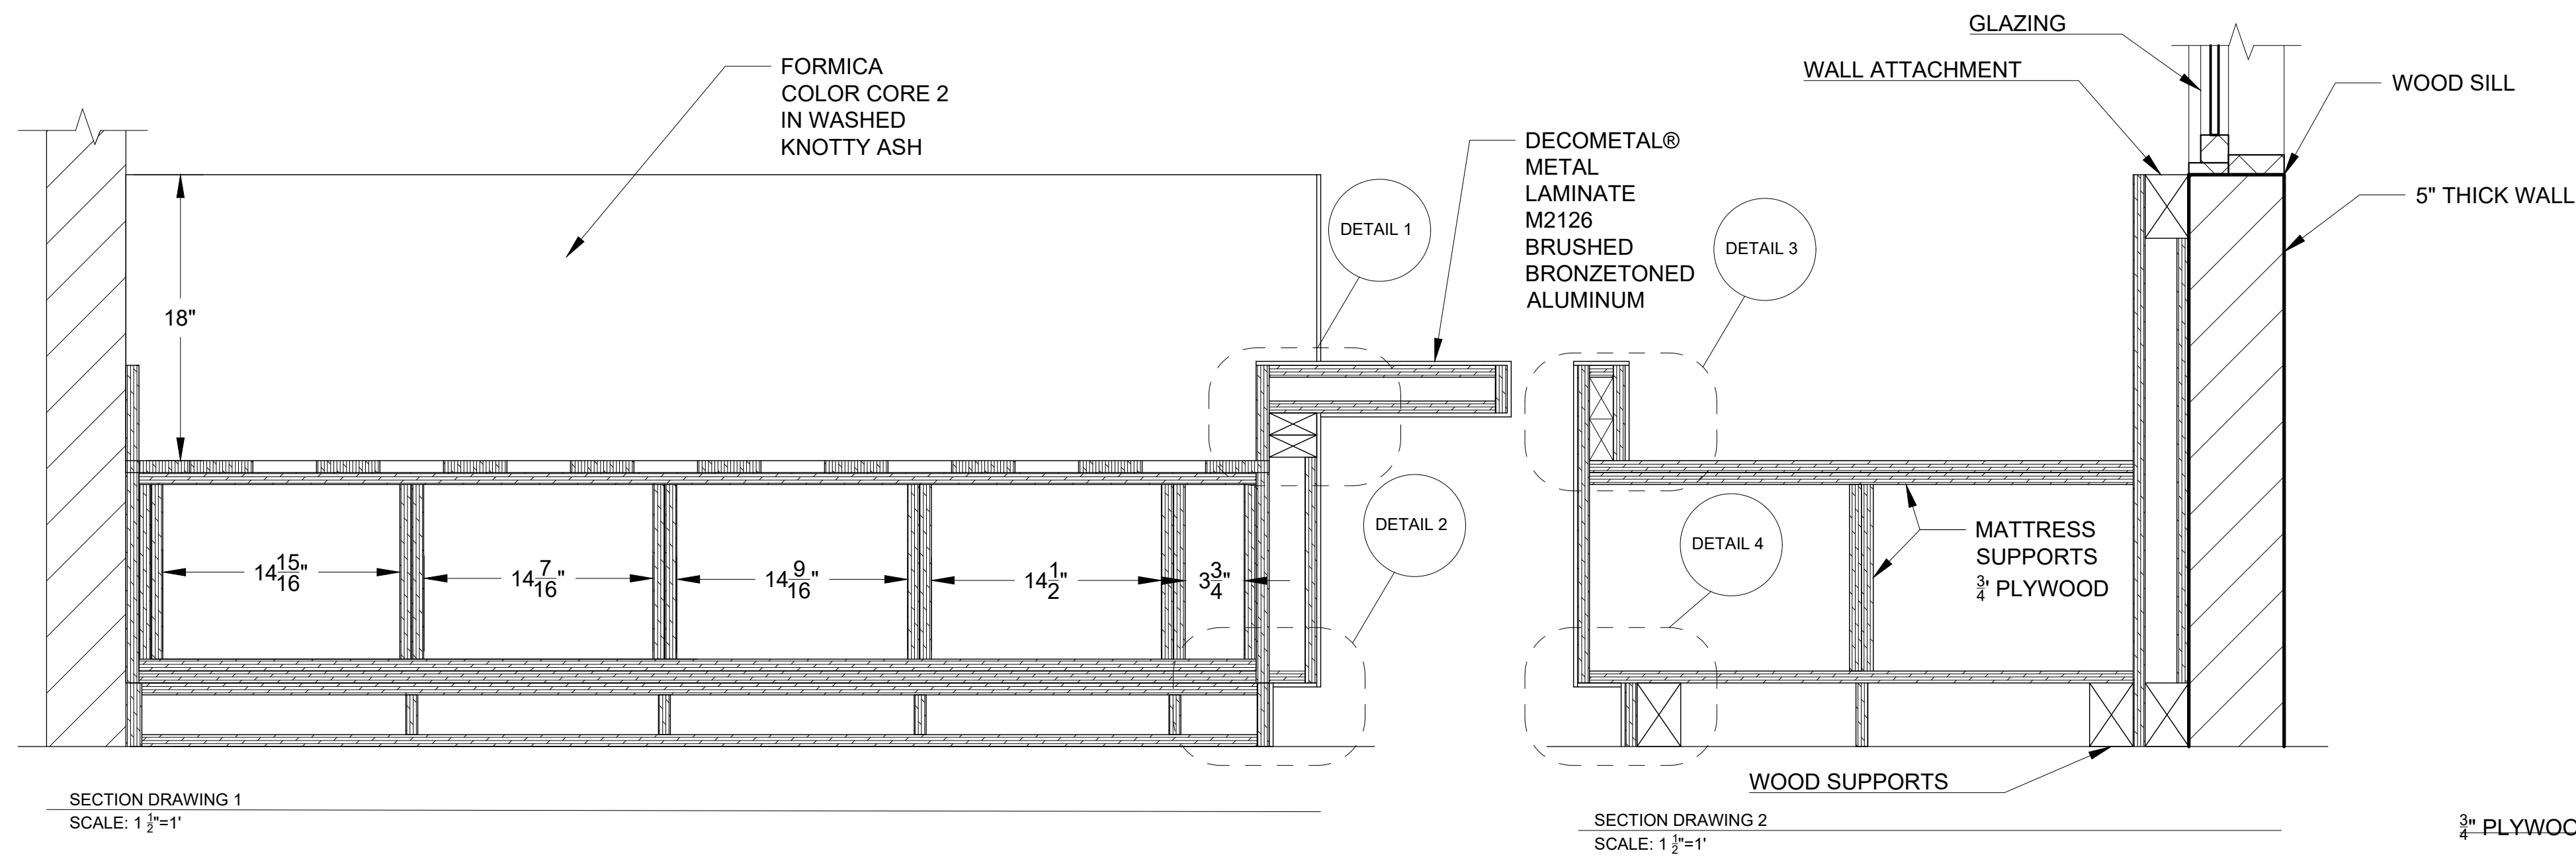 GLAZING
WALL ATTACHMENT
WOOD SILL
5" THICK WALL
FORMICA
COLOR CORE 2
IN WASHED
KNOTTY ASH
DECOMETAL®
METAL
LAMINATE
M2126
BRUSHED
BRONZETONED
ALUMINUM
DETAIL 1
DETAIL 3
18"
DETAIL 2
DETAIL 4
MATTRESS
SUPPORTS
3/4' PLYWOOD
14 15/16"
14 7/16"
14 9/16"
14 1/2"
3 3/4"
WOOD SUPPORTS
SECTION DRAWING 1
SCALE: 1 1/2"=1'
SECTION DRAWING 2
SCALE: 1 1/2"=1'
3/4" PLYWOO